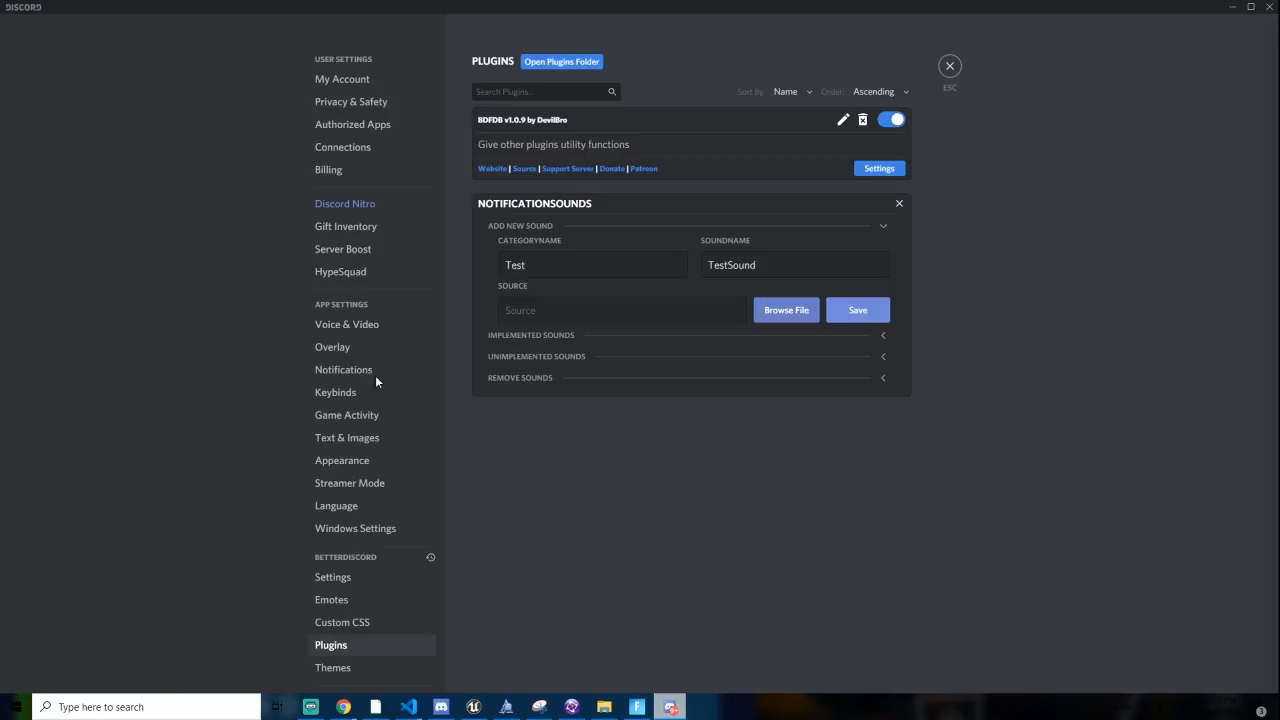 DISCORD
USER SETTINGS
My Account
Privacy & Safety
Authorized Apps
Connections
Billing
Discord Nitro
Gift Inventory
Server Boost
HypeSquad
APP SETTINGS
Voice & Video
Overlay
Notifications
Keybinds
Game Activity
Text & Images
Appearance
Streamer Mode
Language
Windows Settings
BETTERDISCORD
Settings
Emotes
Custom CSS
Plugins
Themes
PLUGINS Open Plugins Folder
Search Plugins... Sort By: Name Order: Ascending
BDFDB v1.0.9 by DevilBro
Give other plugins utility functions
Website | Source | Support Server | Donate | Patreon Settings
NOTIFICATIONSOUNDS
ADD NEW SOUND
CATEGORYNAME SOUNDNAME
Test TestSound
SOURCE
Source Browse File Save
IMPLEMENTED SOUNDS
UNIMPLEMENTED SOUNDS
REMOVE SOUNDS
ESC
Type here to search
3